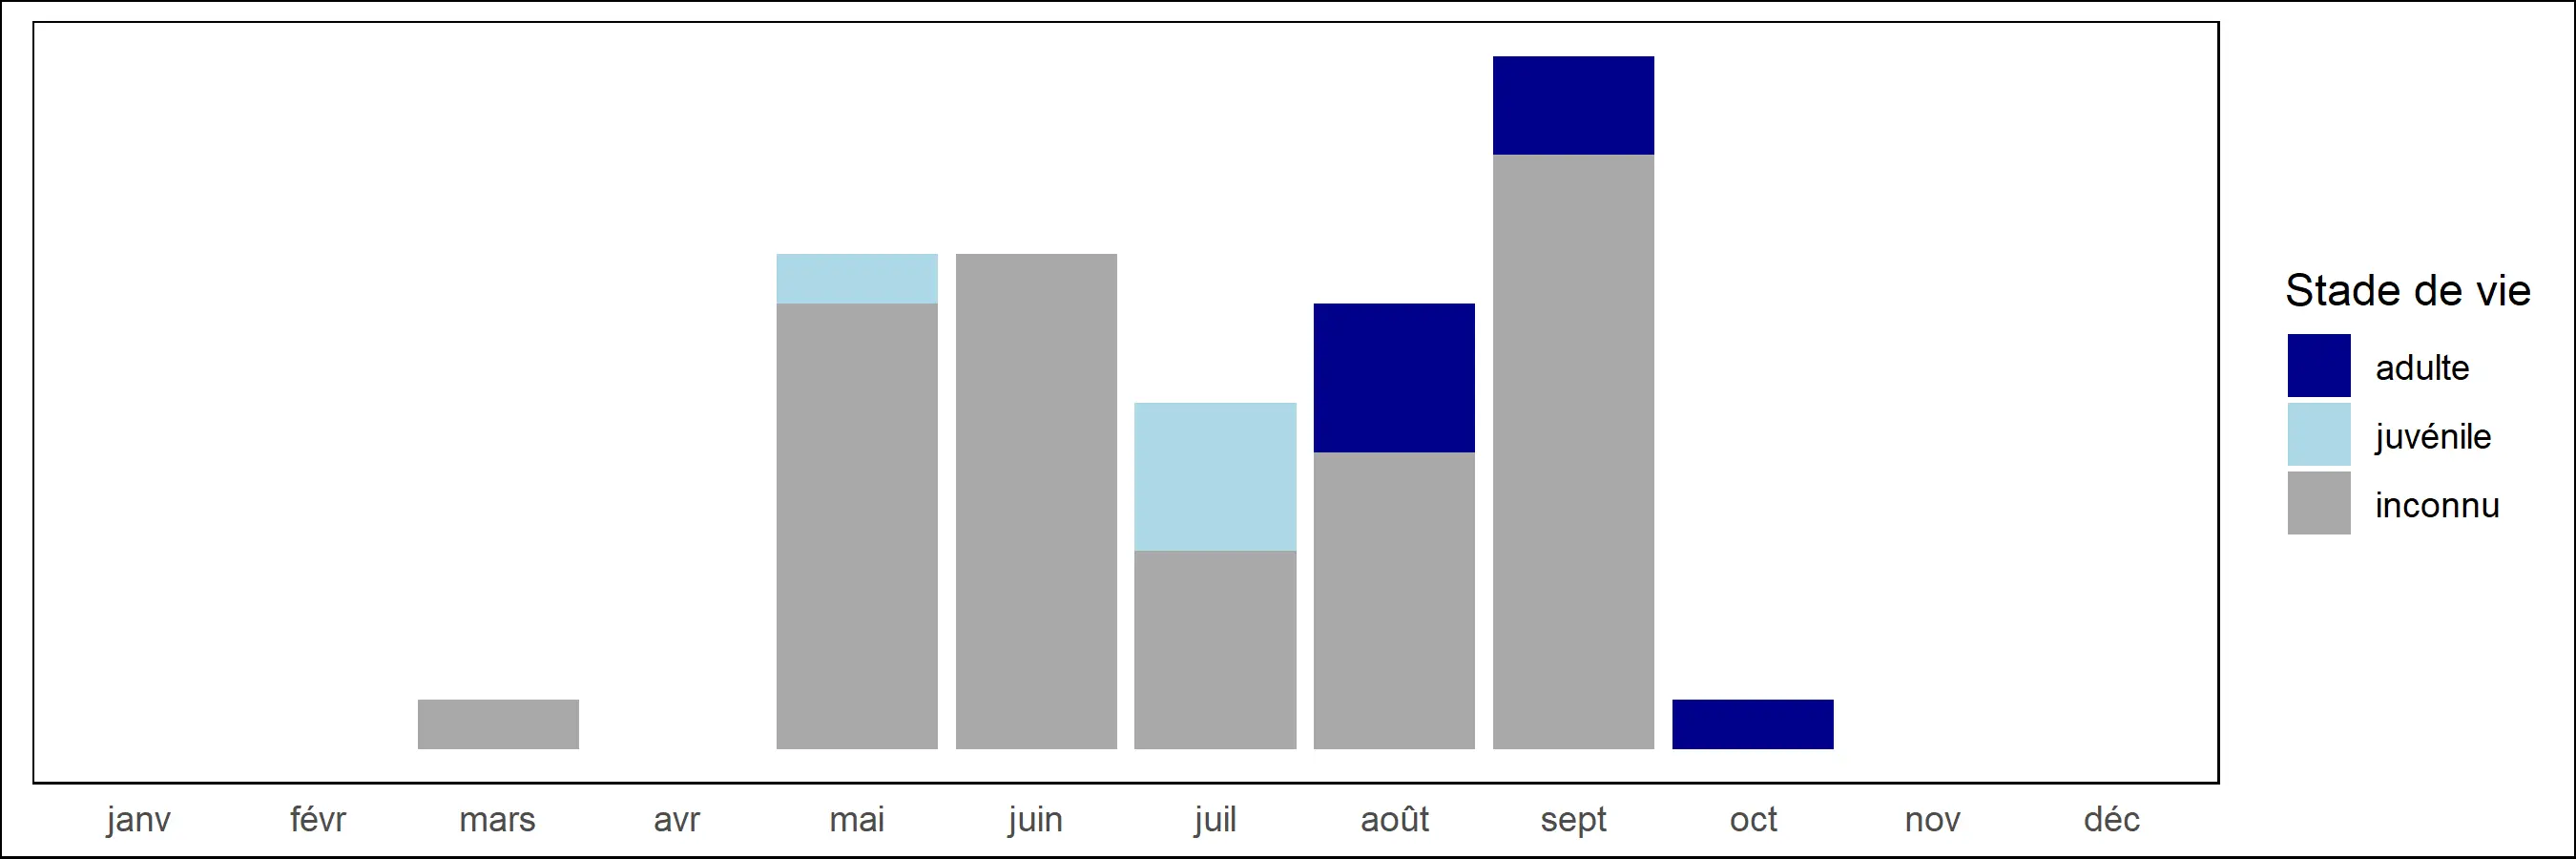 Stade de vie
adulte
juvénile
inconnu
janv févr mars avr mai juin juil août sept oct nov déc